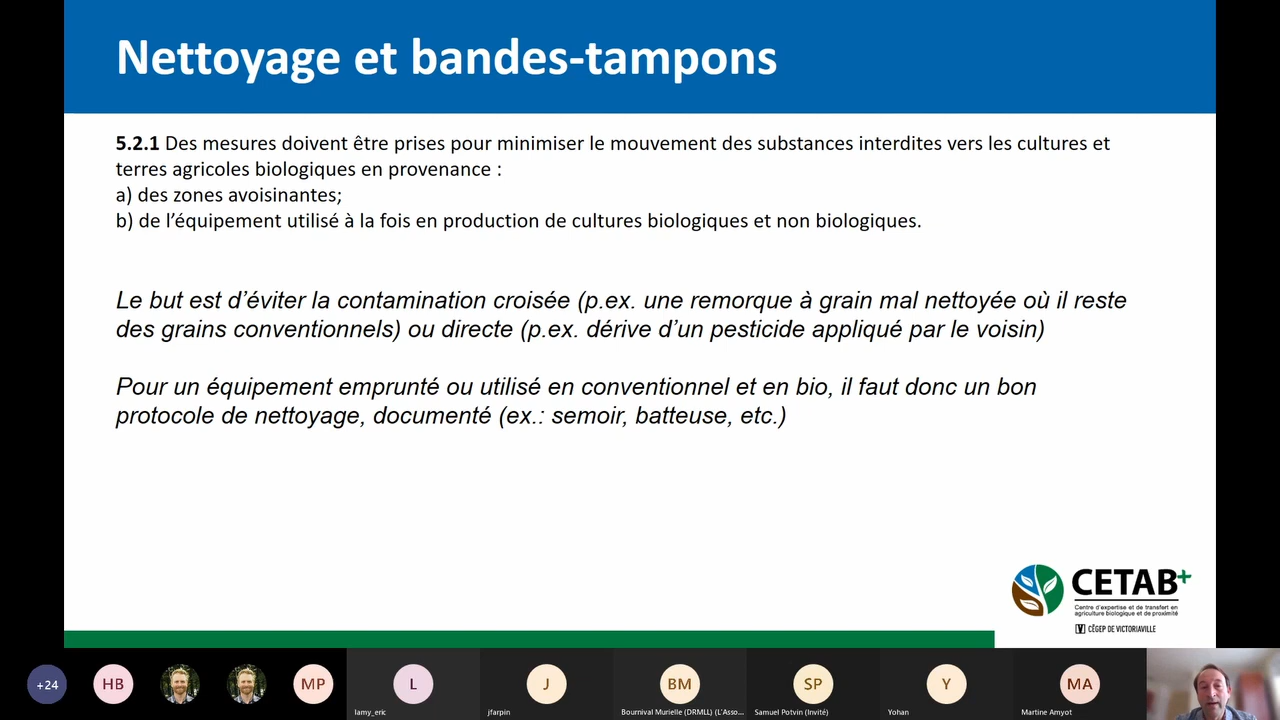 Nettoyage et bandes-tampons
5.2.1 Des mesures doivent être prises pour minimiser le mouvement des substances interdites vers les cultures et
terres agricoles biologiques en provenance :
a) des zones avoisinantes;
b) de l’équipement utilisé à la fois en production de cultures biologiques et non biologiques.
Le but est d’éviter la contamination croisée (p.ex. une remorque à grain mal nettoyée où il reste
des grains conventionnels) ou directe (p.ex. dérive d’un pesticide appliqué par le voisin)
Pour un équipement emprunté ou utilisé en conventionnel et en bio, il faut donc un bon
protocole de nettoyage, documenté (ex.: semoir, batteuse, etc.)
CETAB+
Centre d’expertise et de transfert en
agriculture biologique et de proximité
CÉGEP DE VICTORIAVILLE
+24
HB
MP
L
J
BM
SP
Y
MA
lamy_eric
jfarpin
Bournival Murielle (DRMLL) (L'Asso...
Samuel Potvin (Invité)
Yohan
Martine Amyot